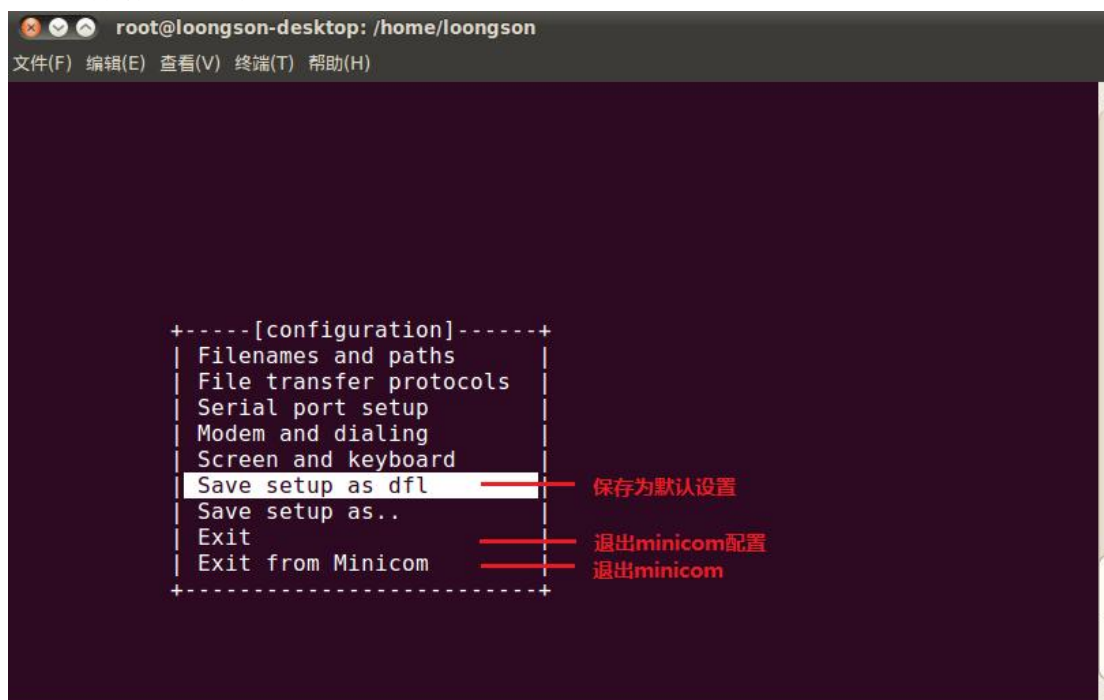 root@loongson-desktop: /home/loongson
文件(F) 编辑(E) 查看(V) 终端(T) 帮助(H)
+-----[configuration]------+
| Filenames and paths |
| File transfer protocols |
| Serial port setup |
| Modem and dialing |
| Screen and keyboard |
| Save setup as dfl | 保存为默认设置
| Save setup as.. |
| Exit | 退出minicom配置
| Exit from Minicom | 退出minicom
+--------------------------+